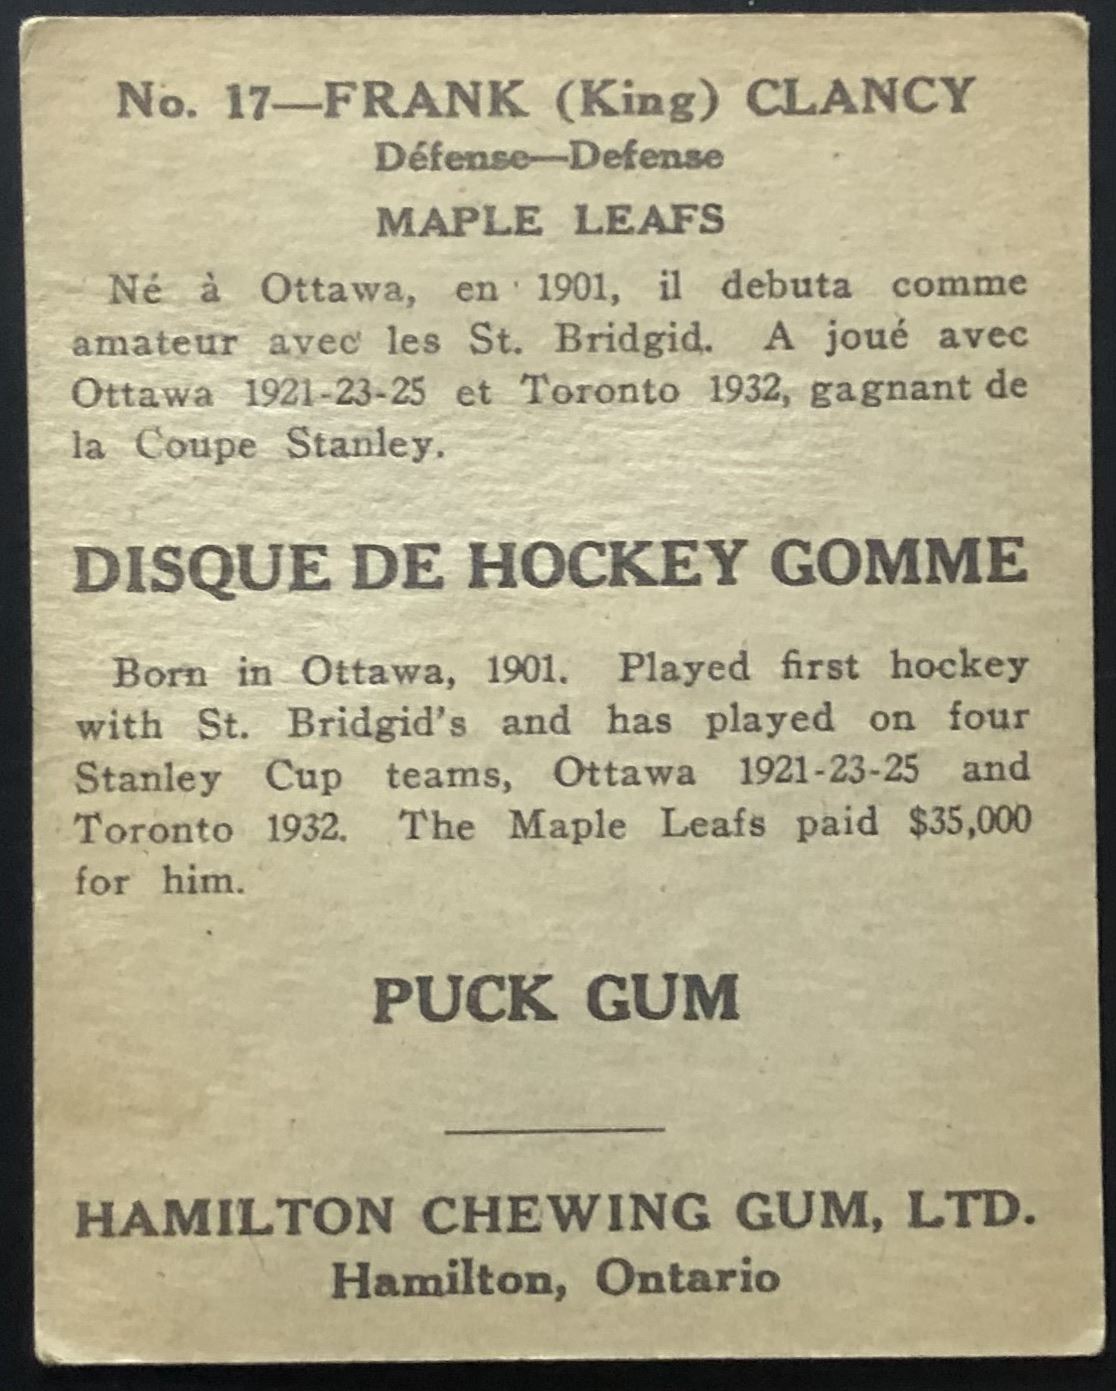 No. 17—FRANK (King) CLANCY
Défense—Defense
MAPLE LEAFS
Né à Ottawa, en 1901, il debuta comme
amateur avec les St. Bridgid. A joué avec
Ottawa 1921-23-25 et Toronto 1932, gagnant de
la Coupe Stanley.
DISQUE DE HOCKEY GOMME
Born in Ottawa, 1901. Played first hockey
with St. Bridgid's and has played on four
Stanley Cup teams, Ottawa 1921-23-25 and
Toronto 1932. The Maple Leafs paid $35,000
for him.
PUCK GUM
HAMILTON CHEWING GUM, LTD.
Hamilton, Ontario